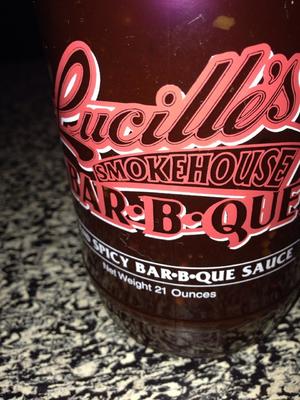 Lucille's
SMOKEHOUSE
BAR·B·QUE
SPICY BAR·B·QUE SAUCE
Net Weight 21 Ounces